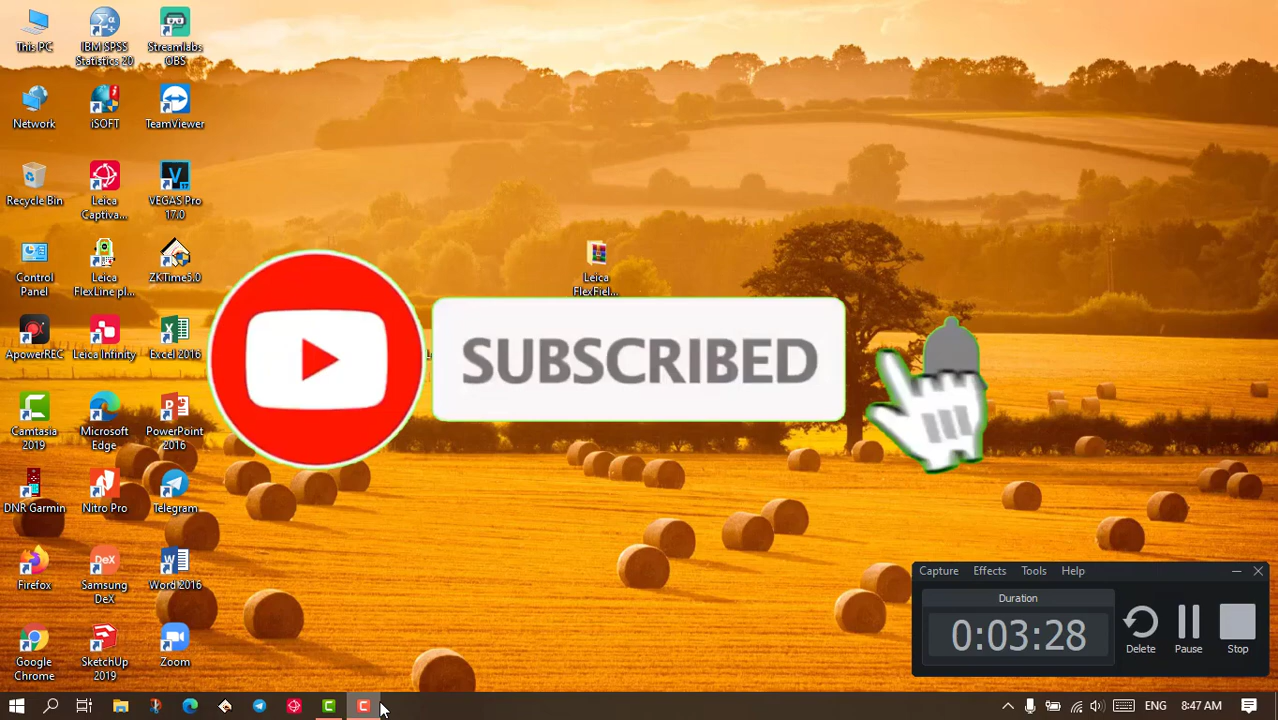 This PC
IBM SPSS
Statistics 20
Streamlabs
OBS
Network
iSOFT
TeamViewer
Recycle Bin
Leica
Captiva...
VEGAS Pro
17.0
Control
Panel
Leica
FlexLine pl...
ZKTime5.0
Leica
FlexFiel...
ApowerREC
Leica Infinity
Excel 2016
SUBSCRIBED
Camtasia
2019
Microsoft
Edge
PowerPoint
2016
DNR Garmin
Nitro Pro
Telegram
Firefox
Samsung
DeX
Word 2016
Google
Chrome
SketchUp
2019
Zoom
Capture Effects Tools Help
Duration
0:03:28
Delete Pause Stop
ENG 8:47 AM